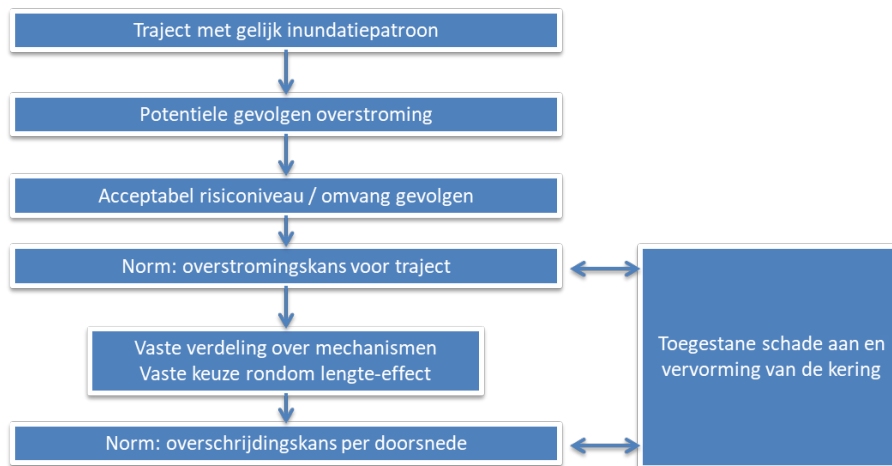 Traject met gelijk inundatiepatroon
Potentiele gevolgen overstroming
Acceptabel risiconiveau / omvang gevolgen
Norm: overstromingskans voor traject
Vaste verdeling over mechanismen
Vaste keuze rondom lengte-effect
Norm: overschrijdingskans per doorsnede
Toegestane schade aan en
vervorming van de kering